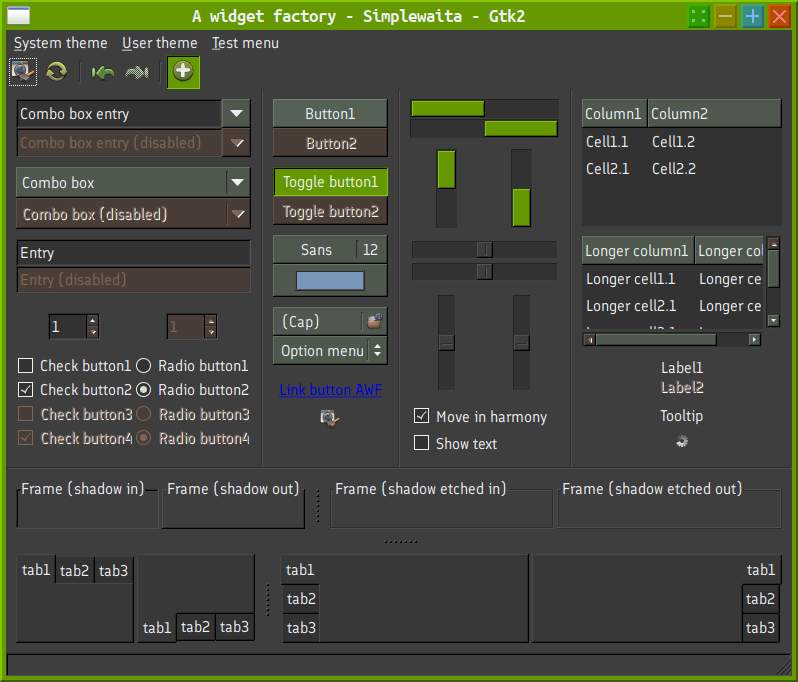 A widget factory - Simplewaita - Gtk2
System theme User theme Test menu
Combo box entry
Combo box entry (disabled)
Combo box
Combo box (disabled)
Entry
Entry (disabled)
1 1
Check button1 Radio button1
Check button2 Radio button2
Check button3 Radio button3
Check button4 Radio button4
Button1
Button2
Toggle button1
Toggle button2
Sans 12
(Cap)
Option menu
Link button AWF
Move in harmony
Show text
Column1 Column2
Cell1.1 Cell1.2
Cell2.1 Cell2.2
Longer column1 Longer col
Longer cell1.1 Longer ce
Longer cell2.1 Longer ce
Label1
Label2
Tooltip
Frame (shadow in) Frame (shadow out) Frame (shadow etched in) Frame (shadow etched out)
tab1 tab2 tab3
tab1 tab2 tab3
tab1
tab2
tab3
tab1
tab2
tab3